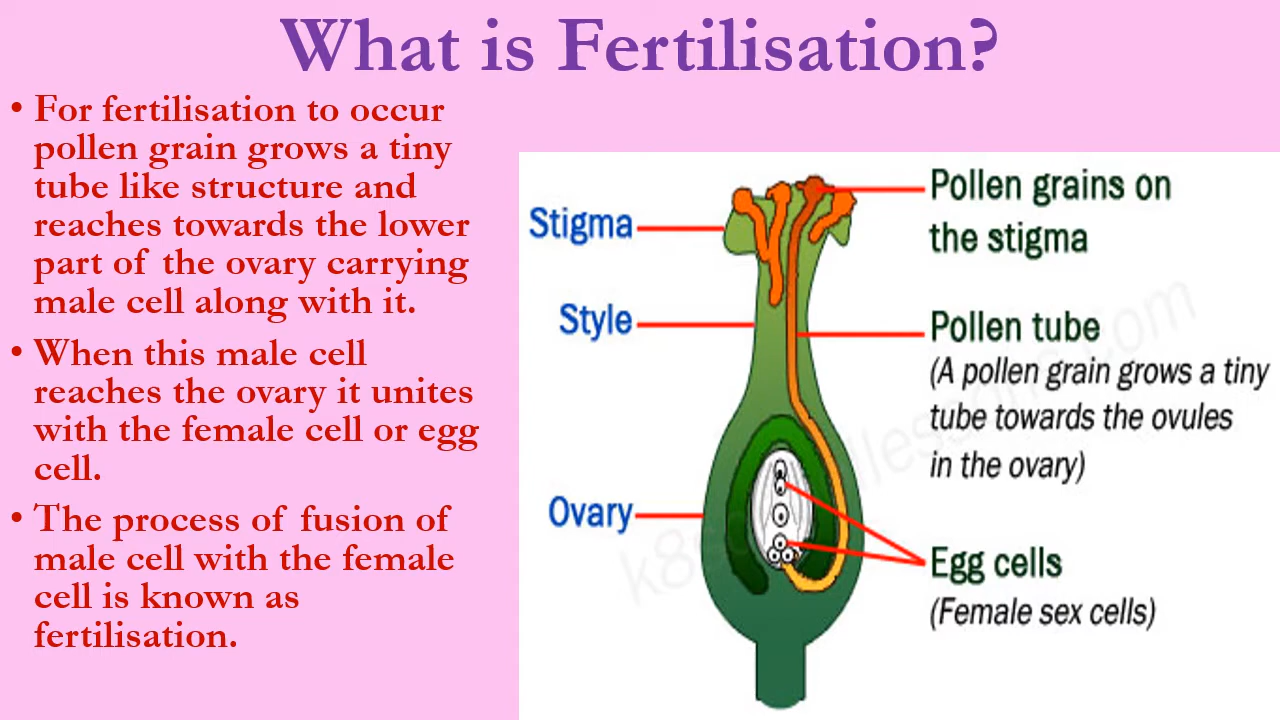 What is Fertilisation?
• For fertilisation to occur
pollen grain grows a tiny
tube like structure and
reaches towards the lower
part of the ovary carrying
male cell along with it.
• When this male cell
reaches the ovary it unites
with the female cell or egg
cell.
• The process of fusion of
male cell with the female
cell is known as
fertilisation.
Stigma
Style
Ovary
Pollen grains on
the stigma
Pollen tube
(A pollen grain grows a tiny
tube towards the ovules
in the ovary)
Egg cells
(Female sex cells)